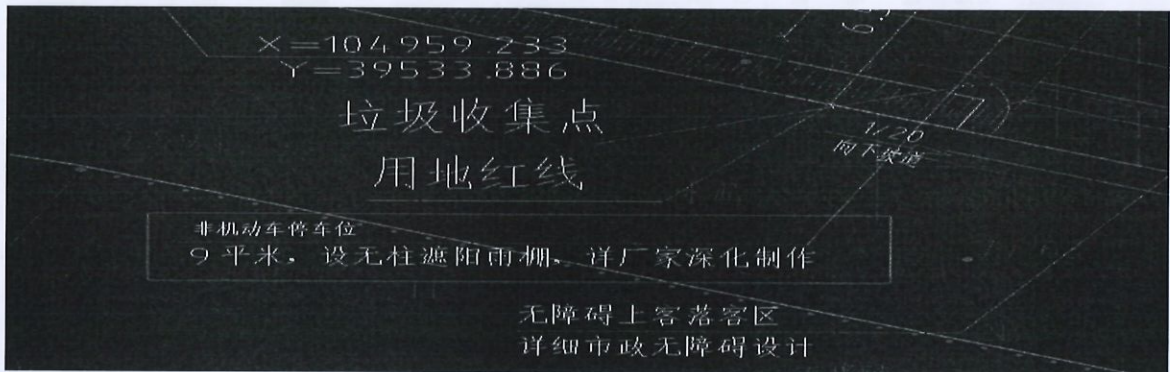 X=104959.233
Y=39533.886
垃圾收集点
用地红线
1/20
向下坡道
非机动车停车位
9平米，设无柱遮阳雨棚，详厂家深化制作
无障碍上客落客区
详细市政无障碍设计